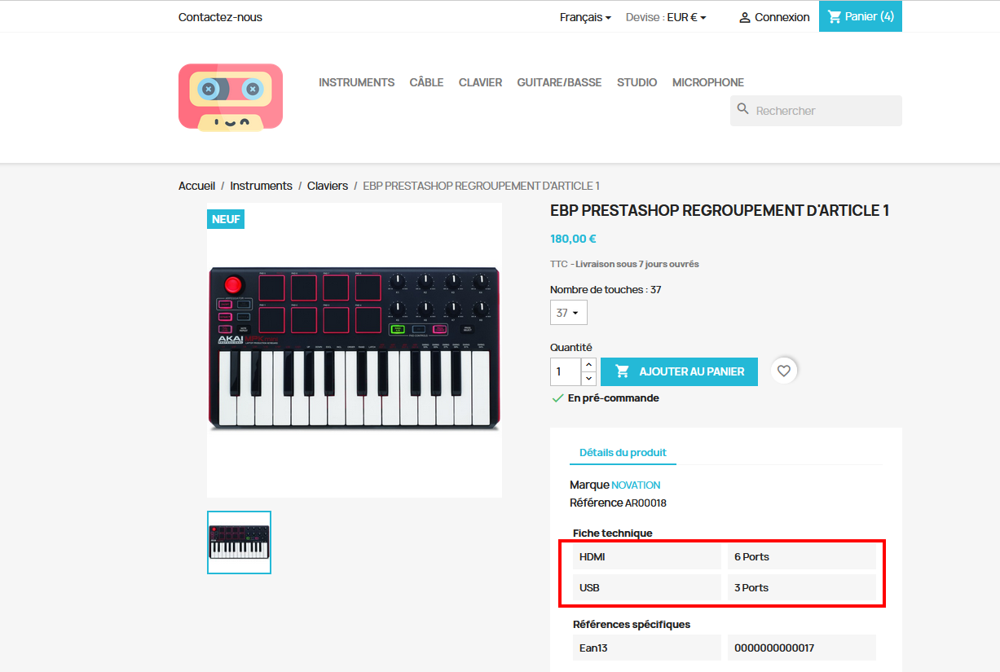 Contactez-nous
Français
Devise : EUR €
Connexion
Panier (4)
INSTRUMENTS CÂBLE CLAVIER GUITARE/BASSE STUDIO MICROPHONE
Rechercher
Accueil / Instruments / Claviers / EBP PRESTASHOP REGROUPEMENT D'ARTICLE 1
NEUF
AKAI
PROFESSIONAL
EBP PRESTASHOP REGROUPEMENT D'ARTICLE 1
180,00 €
TTC - Livraison sous 7 jours ouvrés
Nombre de touches : 37
37
Quantité
1
AJOUTER AU PANIER
En pré-commande
Détails du produit
Marque NOVATION
Référence AR00018
Fiche technique
HDMI 6 Ports
USB 3 Ports
Références spécifiques
Ean13 0000000000017